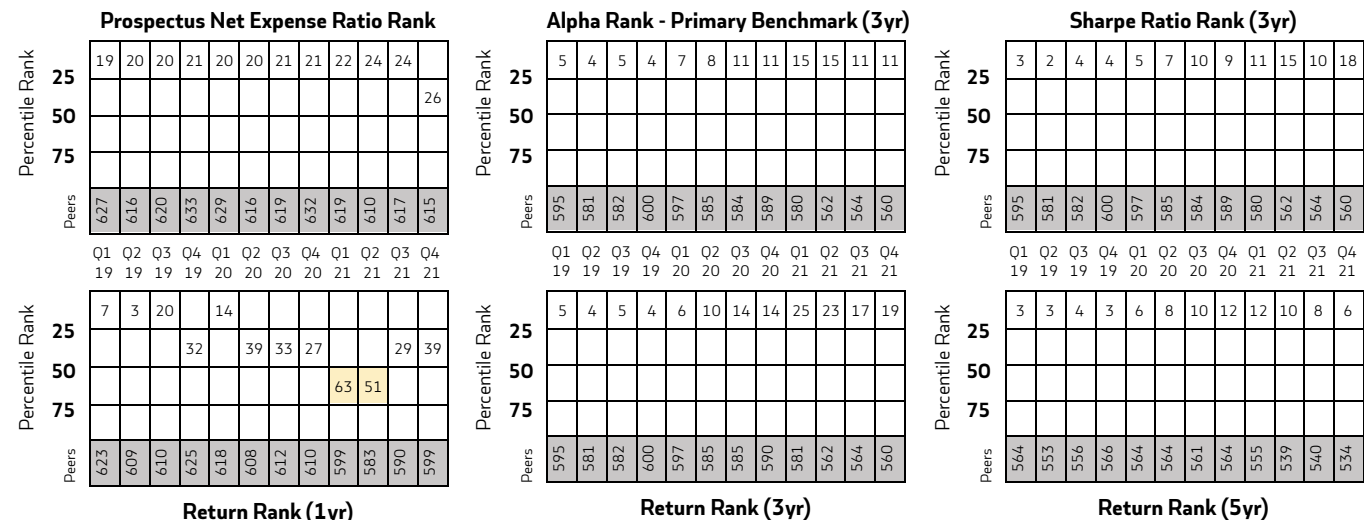 Prospectus Net Expense Ratio Rank
Percentile Rank
25
50
75
19 20 20 21 20 20 21 21 22 24 24
26
Peers
627 616 620 633 629 616 619 632 619 610 617 615
Q1 Q2 Q3 Q4 Q1 Q2 Q3 Q4 Q1 Q2 Q3 Q4
19 19 19 19 20 20 20 20 21 21 21 21
Percentile Rank
25
50
75
7 3 20 14
32 39 33 27 29 39
63 51
Peers
623 609 610 625 618 608 612 610 599 583 590 599
Return Rank (1yr)
Alpha Rank - Primary Benchmark (3yr)
Percentile Rank
25
50
75
5 4 5 4 7 8 11 11 15 15 11 11
Peers
595 581 582 600 597 585 584 589 580 562 564 560
Q1 Q2 Q3 Q4 Q1 Q2 Q3 Q4 Q1 Q2 Q3 Q4
19 19 19 19 20 20 20 20 21 21 21 21
Percentile Rank
25
50
75
5 4 5 4 6 10 14 14 25 23 17 19
Peers
595 581 582 600 597 585 585 590 581 562 564 560
Return Rank (3yr)
Sharpe Ratio Rank (3yr)
Percentile Rank
25
50
75
3 2 4 4 5 7 10 9 11 15 10 18
Peers
595 581 582 600 597 585 584 589 580 562 564 560
Q1 Q2 Q3 Q4 Q1 Q2 Q3 Q4 Q1 Q2 Q3 Q4
19 19 19 19 20 20 20 20 21 21 21 21
Percentile Rank
25
50
75
3 3 4 3 6 8 10 12 12 10 8 6
Peers
564 553 556 566 564 564 561 564 555 539 540 534
Return Rank (5yr)